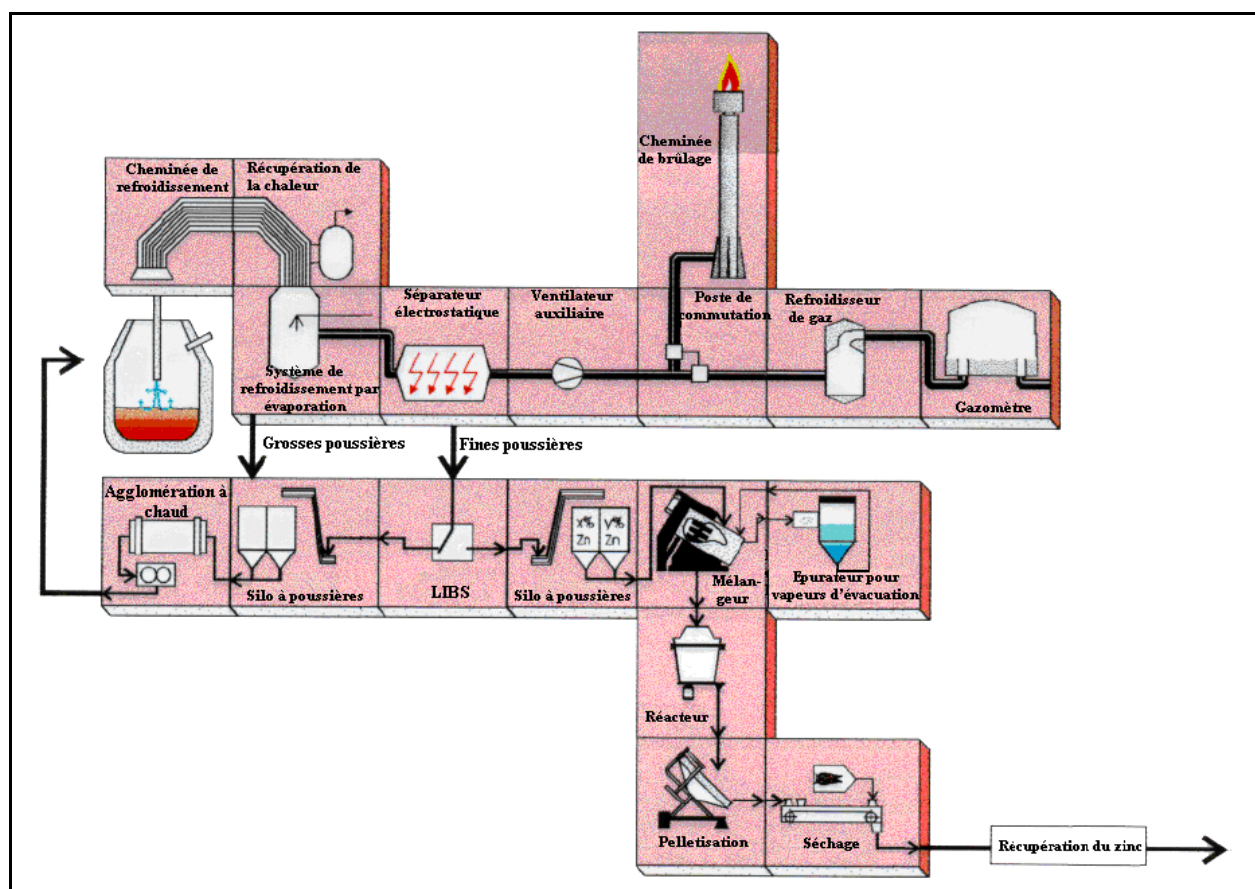 Cheminée
de brûlage
Cheminée de
refroidissement
Récupération de
la chaleur
Séparateur
électrostatique
Ventilateur
auxiliaire
Poste de
commutation
Refroidisseur
de gaz
Système de
refroidissement par
évaporation
Gazomètre
Grosses poussières
Fines poussières
Agglomération à
chaud
x%
Zn
y%
Zn
Silo à poussières
LIBS
Silo à poussières
Mélan-
geur
Epurateur pour
vapeurs d'évacuation
Réacteur
Pelletisation
Séchage
Récupération du zinc